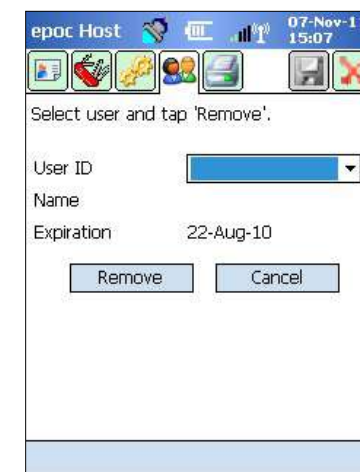 epoc Host 07-Nov-1
15:07
Select user and tap 'Remove'.
User ID
Name
Expiration 22-Aug-10
Remove Cancel